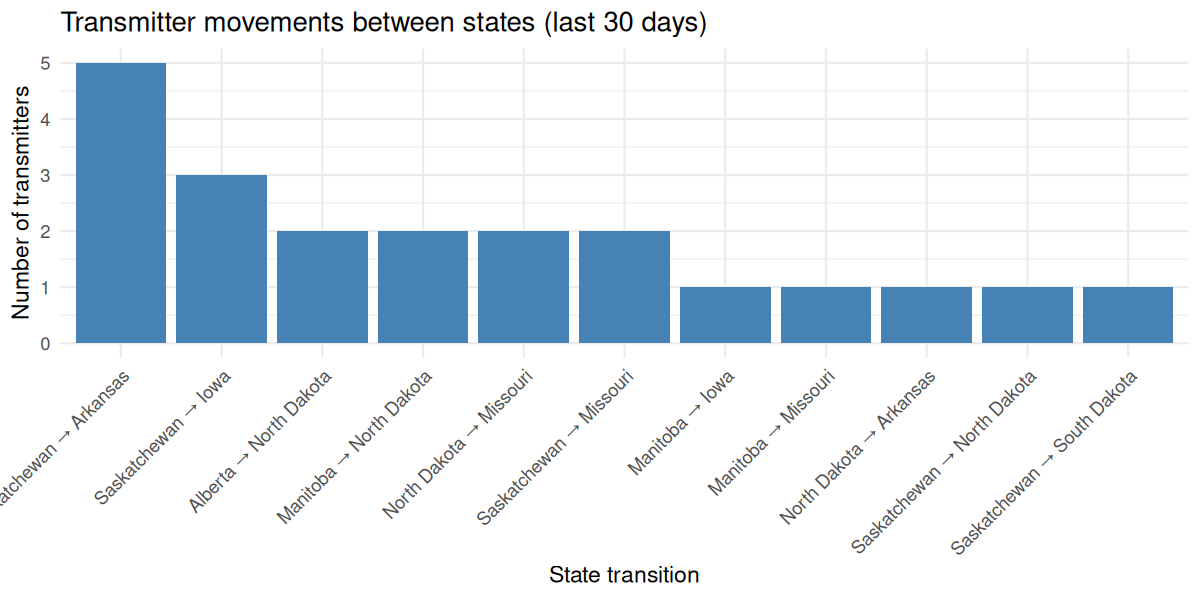 Transmitter movements between states (last 30 days)
Number of transmitters
5
4
3
2
1
0
atchewan → Arkansas
Saskatchewan → Iowa
Alberta → North Dakota
Manitoba → North Dakota
North Dakota → Missouri
Saskatchewan → Missouri
Manitoba → Iowa
Manitoba → Missouri
North Dakota → Arkansas
Saskatchewan → North Dakota
Saskatchewan → South Dakota
State transition